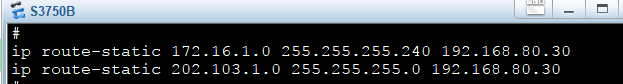 S3750B
#
ip route-static 172.16.1.0 255.255.255.240 192.168.80.30
ip route-static 202.103.1.0 255.255.255.0 192.168.80.30